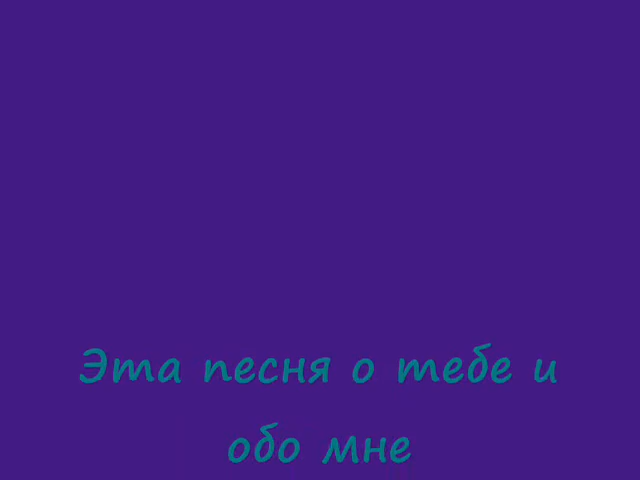 Эта песня о тебе и
обо мне